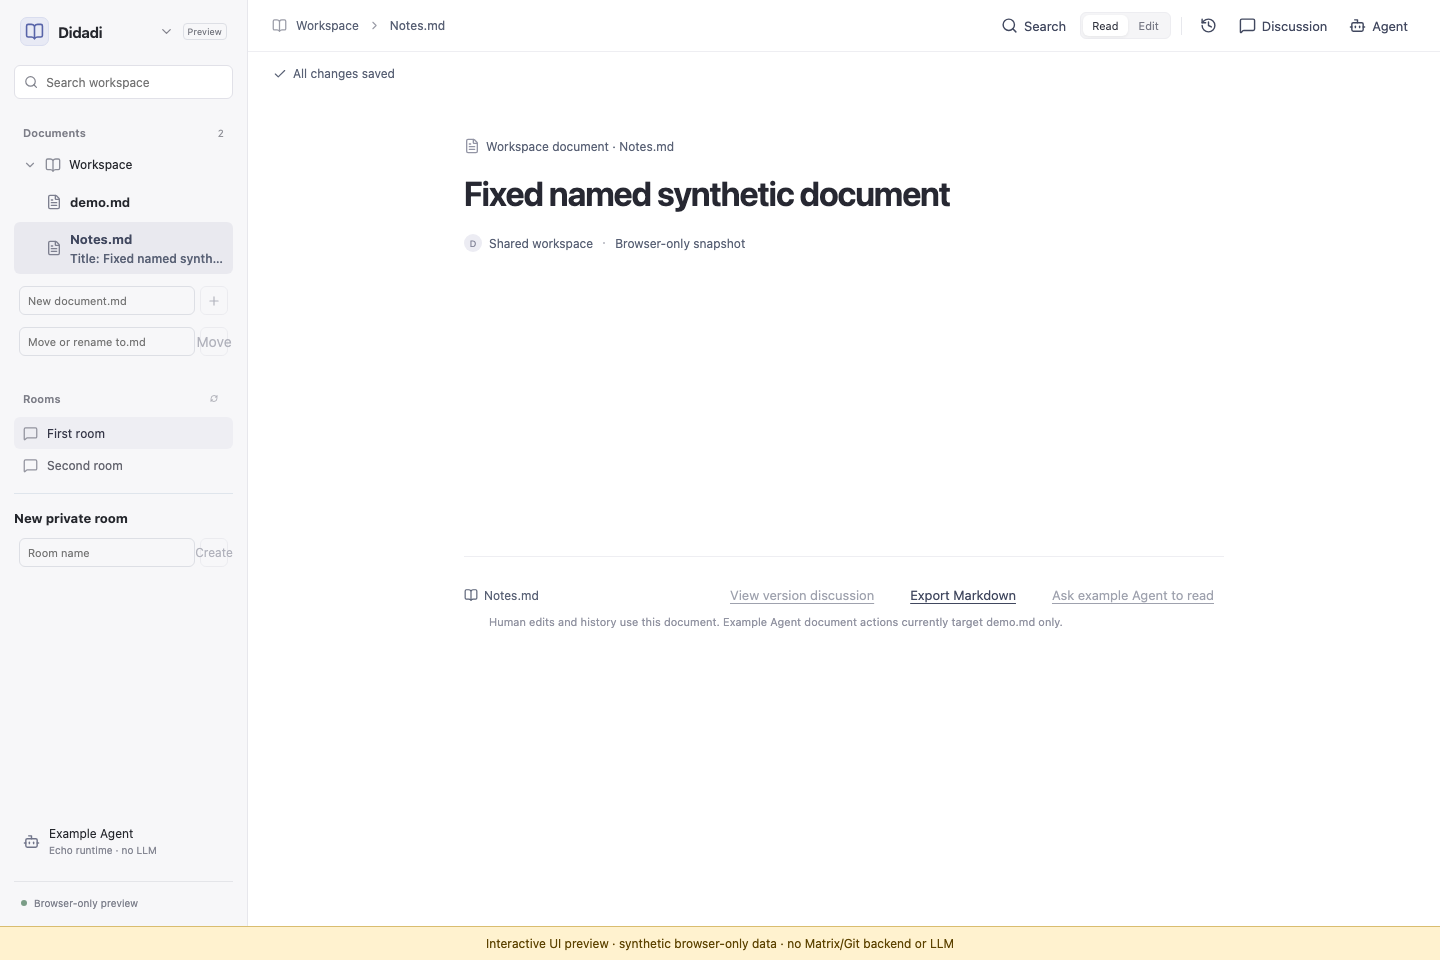 Didadi
Preview
Search workspace
Documents 2
Workspace
demo.md
Notes.md
Title: Fixed named synth...
New document.md
Move or rename to.md
Move
Rooms
First room
Second room
New private room
Room name
Create
Example Agent
Echo runtime · no LLM
Browser-only preview
Workspace > Notes.md
Search
Read
Edit
Discussion
Agent
All changes saved
Workspace document · Notes.md
Fixed named synthetic document
D
Shared workspace · Browser-only snapshot
Notes.md
View version discussion
Export Markdown
Ask example Agent to read
Human edits and history use this document. Example Agent document actions currently target demo.md only.
Interactive UI preview · synthetic browser-only data · no Matrix/Git backend or LLM